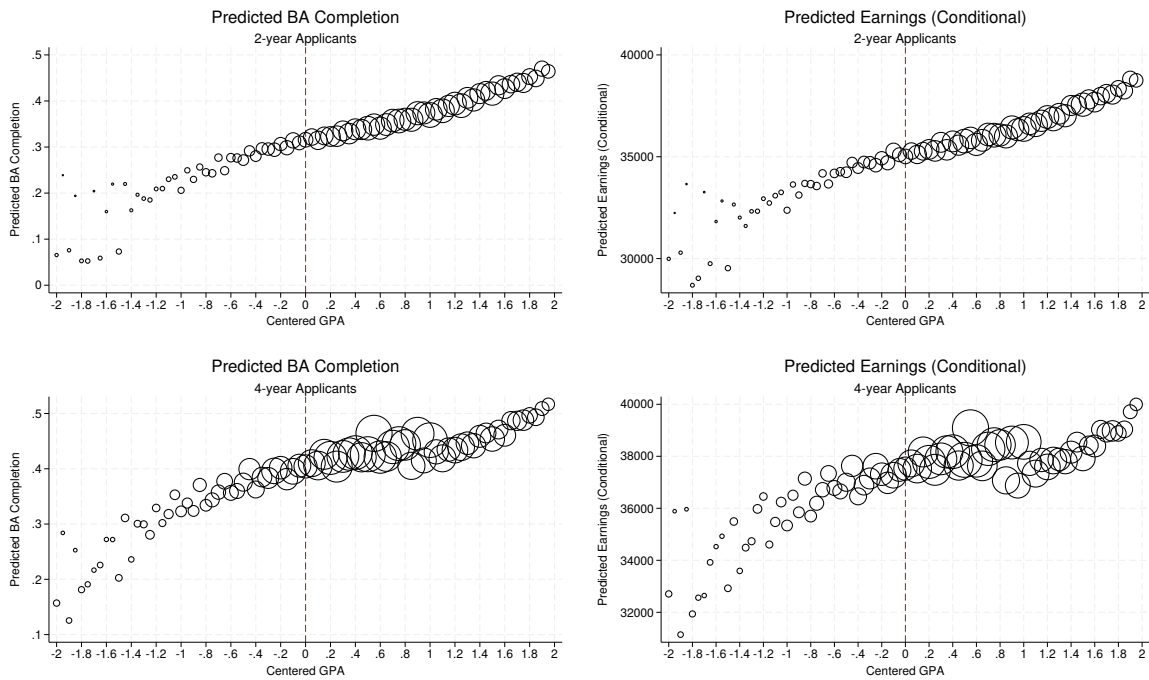 Predicted BA Completion
2-year Applicants
Predicted BA Completion
.5
.4
.3
.2
.1
0
-2 -1.8 -1.6 -1.4 -1.2 -1 -.8 -.6 -.4 -.2 0 .2 .4 .6 .8 1 1.2 1.4 1.6 1.8 2
Centered GPA
Predicted Earnings (Conditional)
2-year Applicants
Predicted Earnings (Conditional)
40000
35000
30000
-2 -1.8 -1.6 -1.4 -1.2 -1 -.8 -.6 -.4 -.2 0 .2 .4 .6 .8 1 1.2 1.4 1.6 1.8 2
Centered GPA
Predicted BA Completion
4-year Applicants
Predicted BA Completion
.5
.4
.3
.2
.1
-2 -1.8 -1.6 -1.4 -1.2 -1 -.8 -.6 -.4 -.2 0 .2 .4 .6 .8 1 1.2 1.4 1.6 1.8 2
Centered GPA
Predicted Earnings (Conditional)
4-year Applicants
Predicted Earnings (Conditional)
40000
38000
36000
34000
32000
-2 -1.8 -1.6 -1.4 -1.2 -1 -.8 -.6 -.4 -.2 0 .2 .4 .6 .8 1 1.2 1.4 1.6 1.8 2
Centered GPA